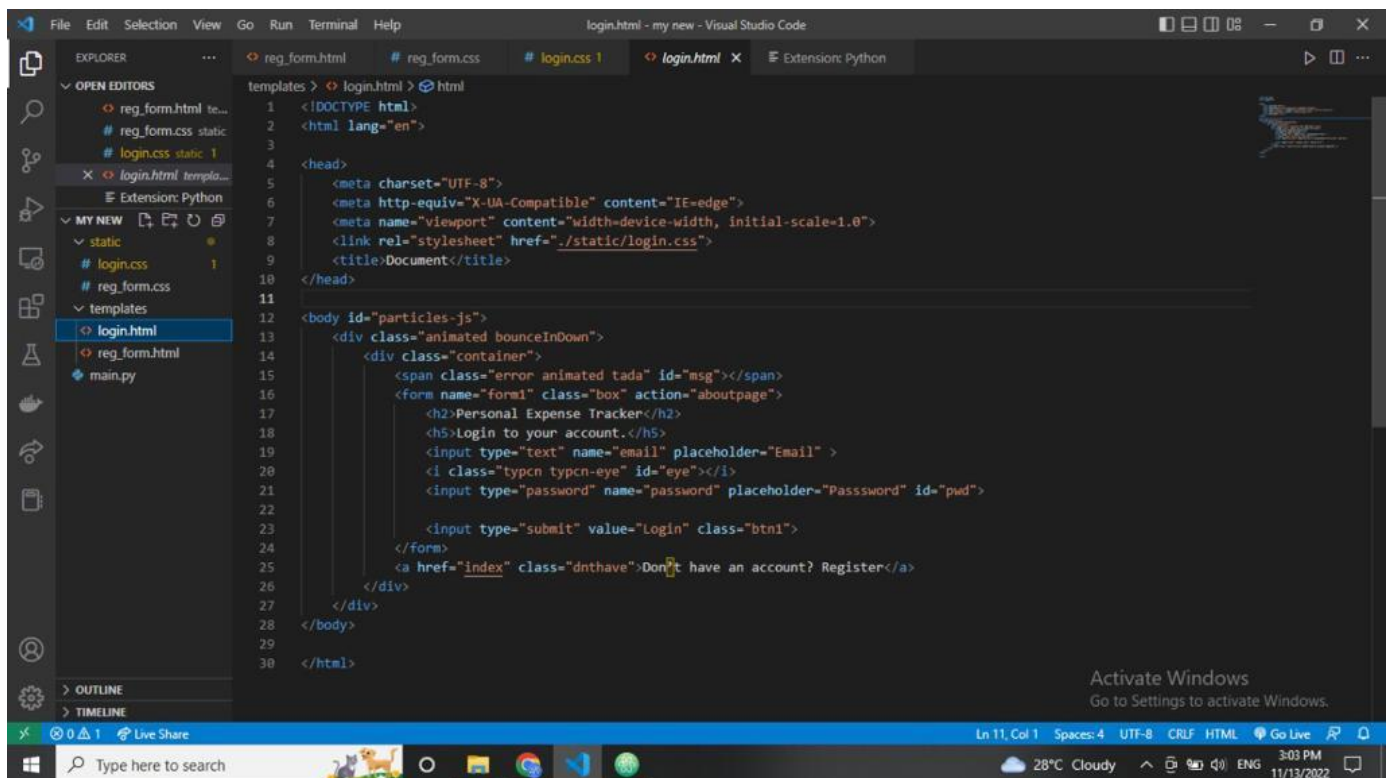 File Edit Selection View Go Run Terminal Help login.html - my new - Visual Studio Code
EXPLORER ...
reg_form.html # reg_form.css # login.css 1 login.html X Extension: Python
OPEN EDITORS
reg_form.html te...
# reg_form.css static
# login.css static 1
X login.html templa...
Extension: Python
MY NEW
static
# login.css 1
# reg_form.css
templates
login.html
reg_form.html
main.py
OUTLINE
TIMELINE
templates > login.html > html
1 <!DOCTYPE html>
2 <html lang="en">
3
4 <head>
5 <meta charset="UTF-8">
6 <meta http-equiv="X-UA-Compatible" content="IE=edge">
7 <meta name="viewport" content="width=device-width, initial-scale=1.0">
8 <link rel="stylesheet" href="./static/login.css">
9 <title>Document</title>
10 </head>
11
12 <body id="particles-js">
13 <div class="animated bounceInDown">
14 <div class="container">
15 <span class="error animated tada" id="msg"></span>
16 <form name="form1" class="box" action="aboutpage">
17 <h2>Personal Expense Tracker</h2>
18 <h5>Login to your account.</h5>
19 <input type="text" name="email" placeholder="Email" >
20 <i class="typcn typcn-eye" id="eye"></i>
21 <input type="password" name="password" placeholder="Passsword" id="pwd">
22
23 <input type="submit" value="Login" class="btn1">
24 </form>
25 <a href="index" class="dnthave">Don’t have an account? Register</a>
26 </div>
27 </div>
28 </body>
29
30 </html>
Activate Windows
Go to Settings to activate Windows.
0 1 Live Share Ln 11, Col 1 Spaces: 4 UTF-8 CRLF HTML Go Live
Type here to search 28°C Cloudy ENG 3:03 PM
11/13/2022